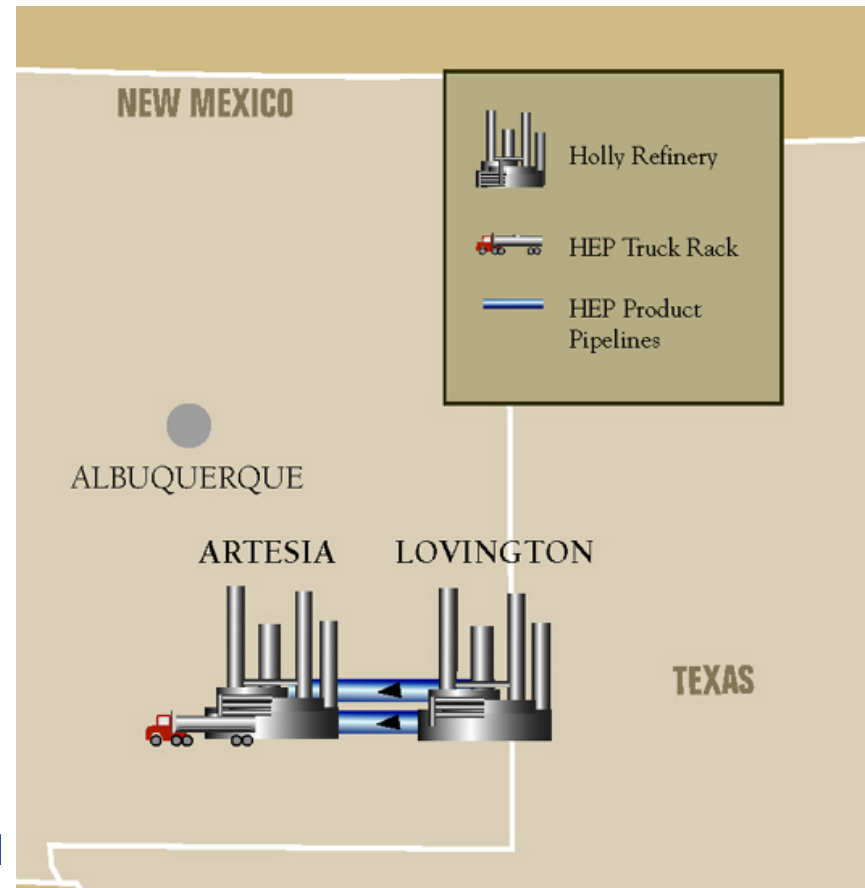 NEW MEXICO
Holly Refinery
HEP Truck Rack
HEP Product
Pipelines
ALBUQUERQUE
ARTESIA
LOVINGTON
TEXAS